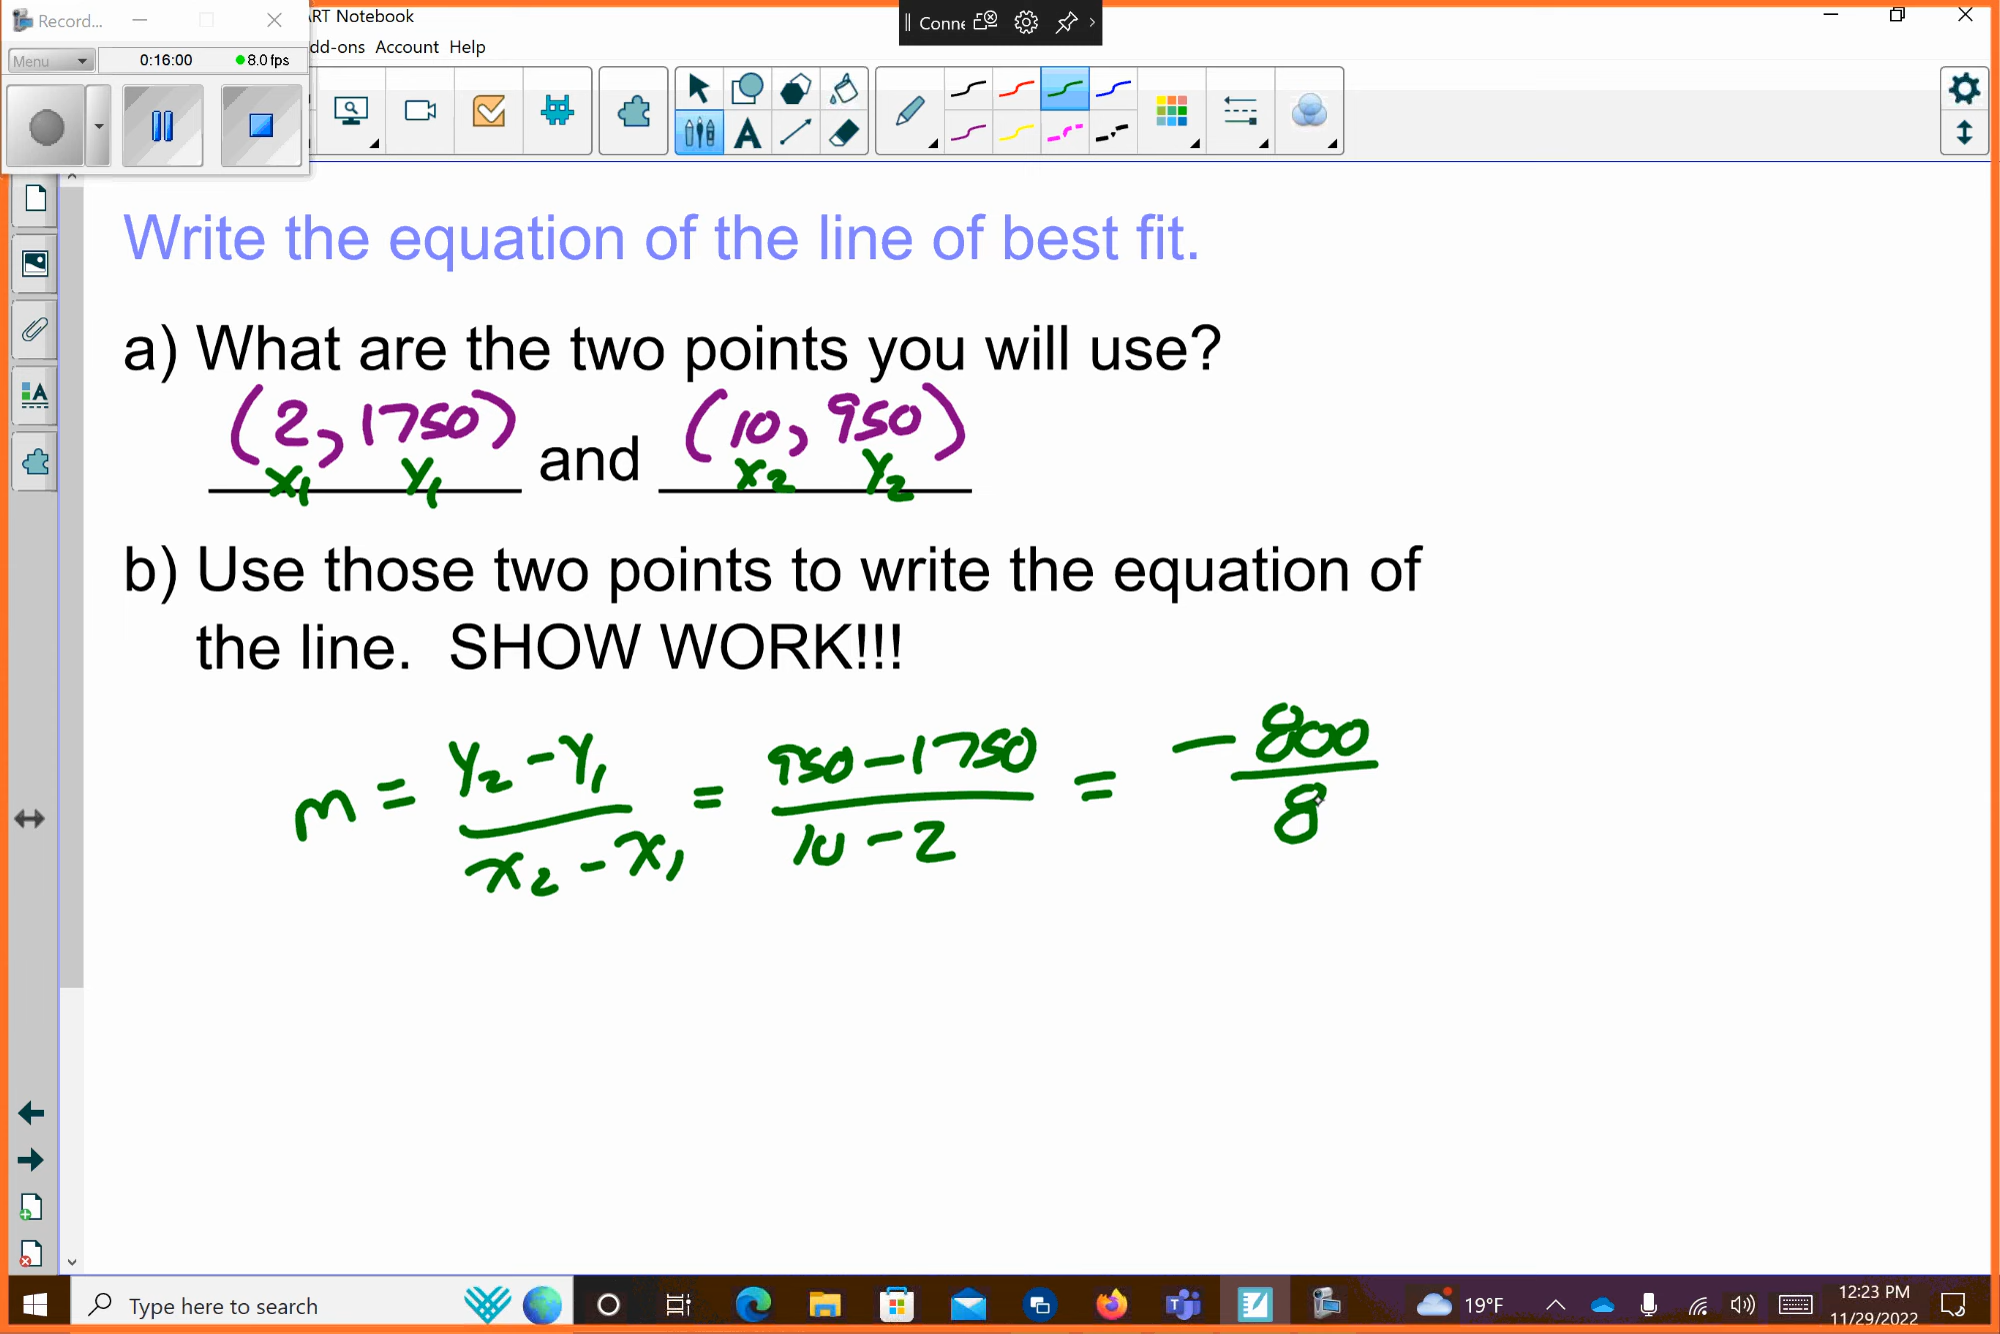 Record...
ART Notebook
Conne
Menu
0:16:00
8.0 fps
dd-ons Account Help
Write the equation of the line of best fit.
a) What are the two points you will use?
(2, 1750) and (10, 950)
x1 y1 x2 y2
b) Use those two points to write the equation of
the line. SHOW WORK!!!
m = y2 - y1 / x2 - x1 = 950 - 1750 / 10 - 2 = - 800 / 8
Type here to search
19°F
12:23 PM
11/29/2022